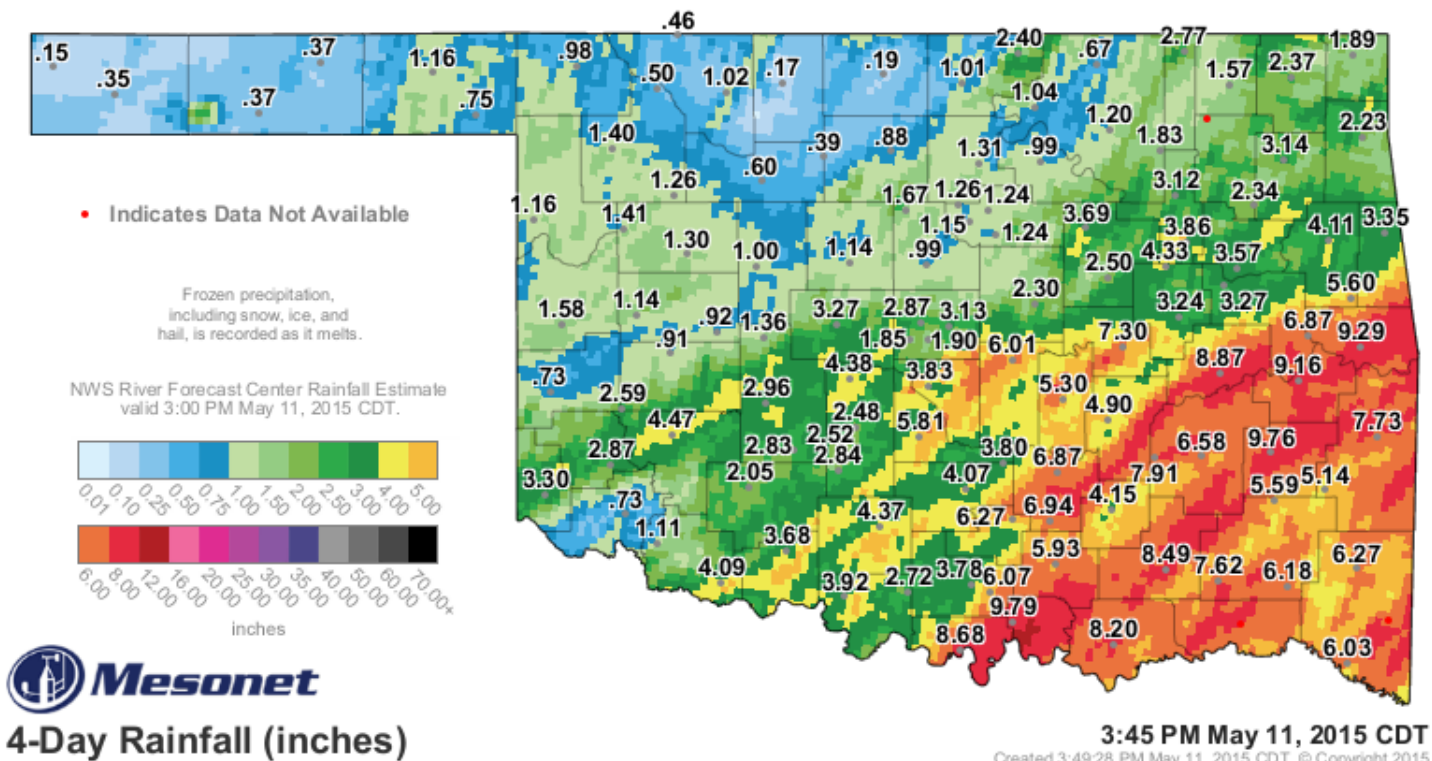 .46
.15 .35 .37 .37 1.16 .75 .98 .50 1.02 .17 .19 1.01 2.40 .67 2.77 1.57 2.37 1.89
1.40 .39 .88 1.04 1.20 1.83 3.14 2.23
1.26 .60 1.31 .99 3.12 2.34
1.16 1.41 1.67 1.26 1.24 3.69 3.86 4.11 3.35
1.30 1.00 1.14 1.15 .99 1.24 2.50 4.33 3.57
• Indicates Data Not Available
Frozen precipitation,
including snow, ice, and
hail, is recorded as it melts.
1.58 1.14 .92 1.36 3.27 2.87 3.13 2.30 3.24 3.27 5.60
.91 1.85 1.90 6.01 7.30 6.87 9.29
.73 2.59 2.96 4.38 3.83 5.30 8.87 9.16
NWS River Forecast Center Rainfall Estimate
valid 3:00 PM May 11, 2015 CDT.
4.47 2.48 5.81 4.90 7.73
2.87 2.83 2.52 2.84 3.80 6.87 6.58 9.76
3.30 2.05 4.07 7.91 5.59 5.14
.73 1.11 4.37 6.27 6.94 4.15
3.68 5.93 8.49 6.27
4.09 3.92 2.72 3.78 6.07 7.62 6.18
9.79
8.68 8.20 6.03
0.01 0.10 0.25 0.50 0.75 1.00 1.50 2.00 2.50 3.00 4.00 5.00
6.00 8.00 12.00 16.00 20.00 25.00 30.00 35.00 40.00 50.00 60.00 70.00+
inches
Mesonet
4-Day Rainfall (inches)
3:45 PM May 11, 2015 CDT
Created 3:49:28 PM May 11, 2015 CDT. © Copyright 2015